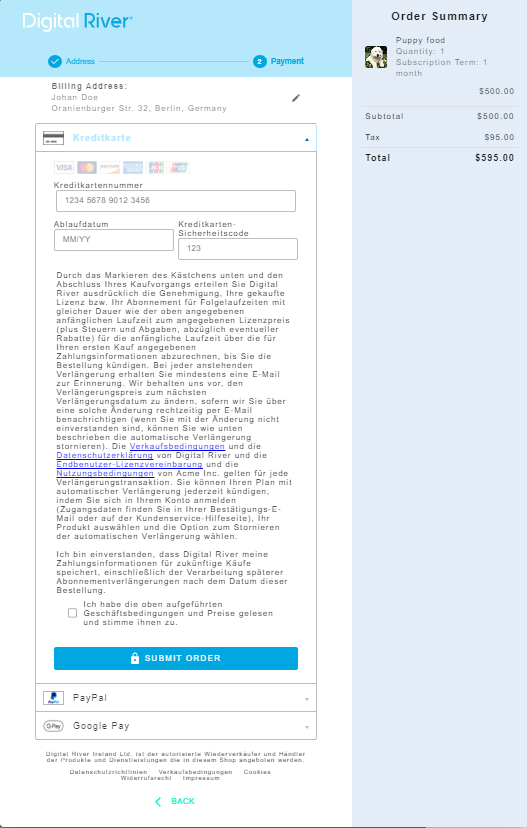 Digital River
Address
2 Payment
Billing Address:
Johan Doe
Oranienburger Str. 32, Berlin, Germany
Kreditkarte
VISA
Kreditkartennummer
1234 5678 9012 3456
Ablaufdatum
MM/YY
Kreditkarten-
Sicherheitscode
123
Durch das Markieren des Kästchens unten und den
Abschluss Ihres Kaufvorgangs erteilen Sie Digital
River ausdrücklich die Genehmigung, Ihre gekaufte
Lizenz bzw. Ihr Abonnement für Folgelaufzeiten mit
gleicher Dauer wie der oben angegebenen
anfänglichen Laufzeit zum angegebenen Lizenzpreis
(plus Steuern und Abgaben, abzüglich eventueller
Rabatte) für die anfängliche Laufzeit über die für
Ihren ersten Kauf angegebenen
Zahlungsinformationen abzurechnen, bis Sie die
Bestellung kündigen. Bei jeder anstehenden
Verlängerung erhalten Sie mindestens eine E-Mail
zur Erinnerung. Wir behalten uns vor, den
Verlängerungspreis zum nächsten
Verlängerungsdatum zu ändern, sofern wir Sie über
eine solche Änderung rechtzeitig per E-Mail
benachrichtigen (wenn Sie mit der Änderung nicht
einverstanden sind, können Sie wie unten
beschrieben die automatische Verlängerung
stornieren). Die Verkaufsbedingungen und die
Datenschutzerklärung von Digital River und die
Endbenutzer-Lizenzvereinbarung und die
Nutzungsbedingungen von Acme Inc. gelten für jede
Verlängerungstransaktion. Sie können Ihren Plan mit
automatischer Verlängerung jederzeit kündigen,
indem Sie sich in Ihrem Konto anmelden
(Zugangsdaten finden Sie in Ihrer Bestätigungs-E-
Mail oder auf der Kundenservice-Hilfeseite), Ihr
Produkt auswählen und die Option zum Stornieren
der automatischen Verlängerung wählen.
Ich bin einverstanden, dass Digital River meine
Zahlungsinformationen für zukünftige Käufe
speichert, einschließlich der Verarbeitung späterer
Abonnementverlängerungen nach dem Datum dieser
Bestellung.
Ich habe die oben aufgeführten
Geschäftsbedingungen und Preise gelesen
und stimme ihnen zu.
SUBMIT ORDER
PayPal PayPal
G Pay Google Pay
Digital River Ireland Ltd. ist der autorisierte Wiederverkäufer und Händler
der Produkte und Dienstleistungen die in diesem Shop angeboten werden.
Datenschutzrichtlinien Verkaufsbedingungen Cookies
Widerrufsrecht Impressum
BACK
Order Summary
Puppy food
Quantity: 1
Subscription Term: 1
month
$500.00
Subtotal $500.00
Tax $95.00
Total $595.00